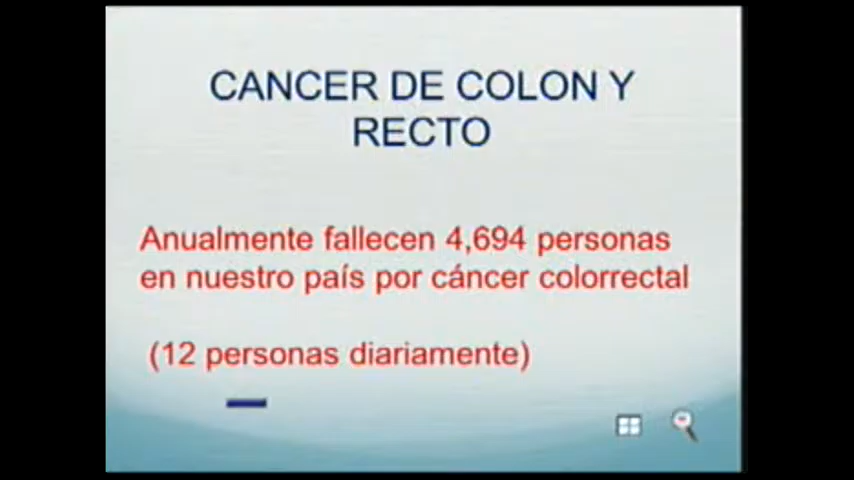 CANCER DE COLON Y
RECTO
Anualmente fallecen 4,694 personas
en nuestro país por cáncer colorrectal
(12 personas diariamente)